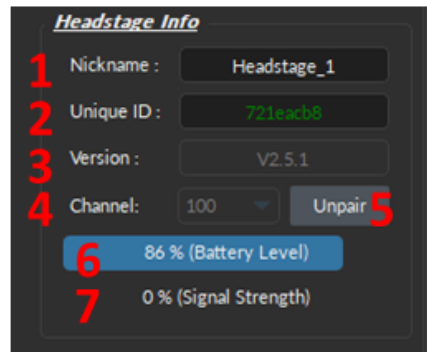 Headstage Info
1 Nickname : Headstage_1
2 Unique ID : 721eacb8
3 Version : V2.5.1
4 Channel: 100 Unpair 5
6 86 % (Battery Level)
7 0 % (Signal Strength)